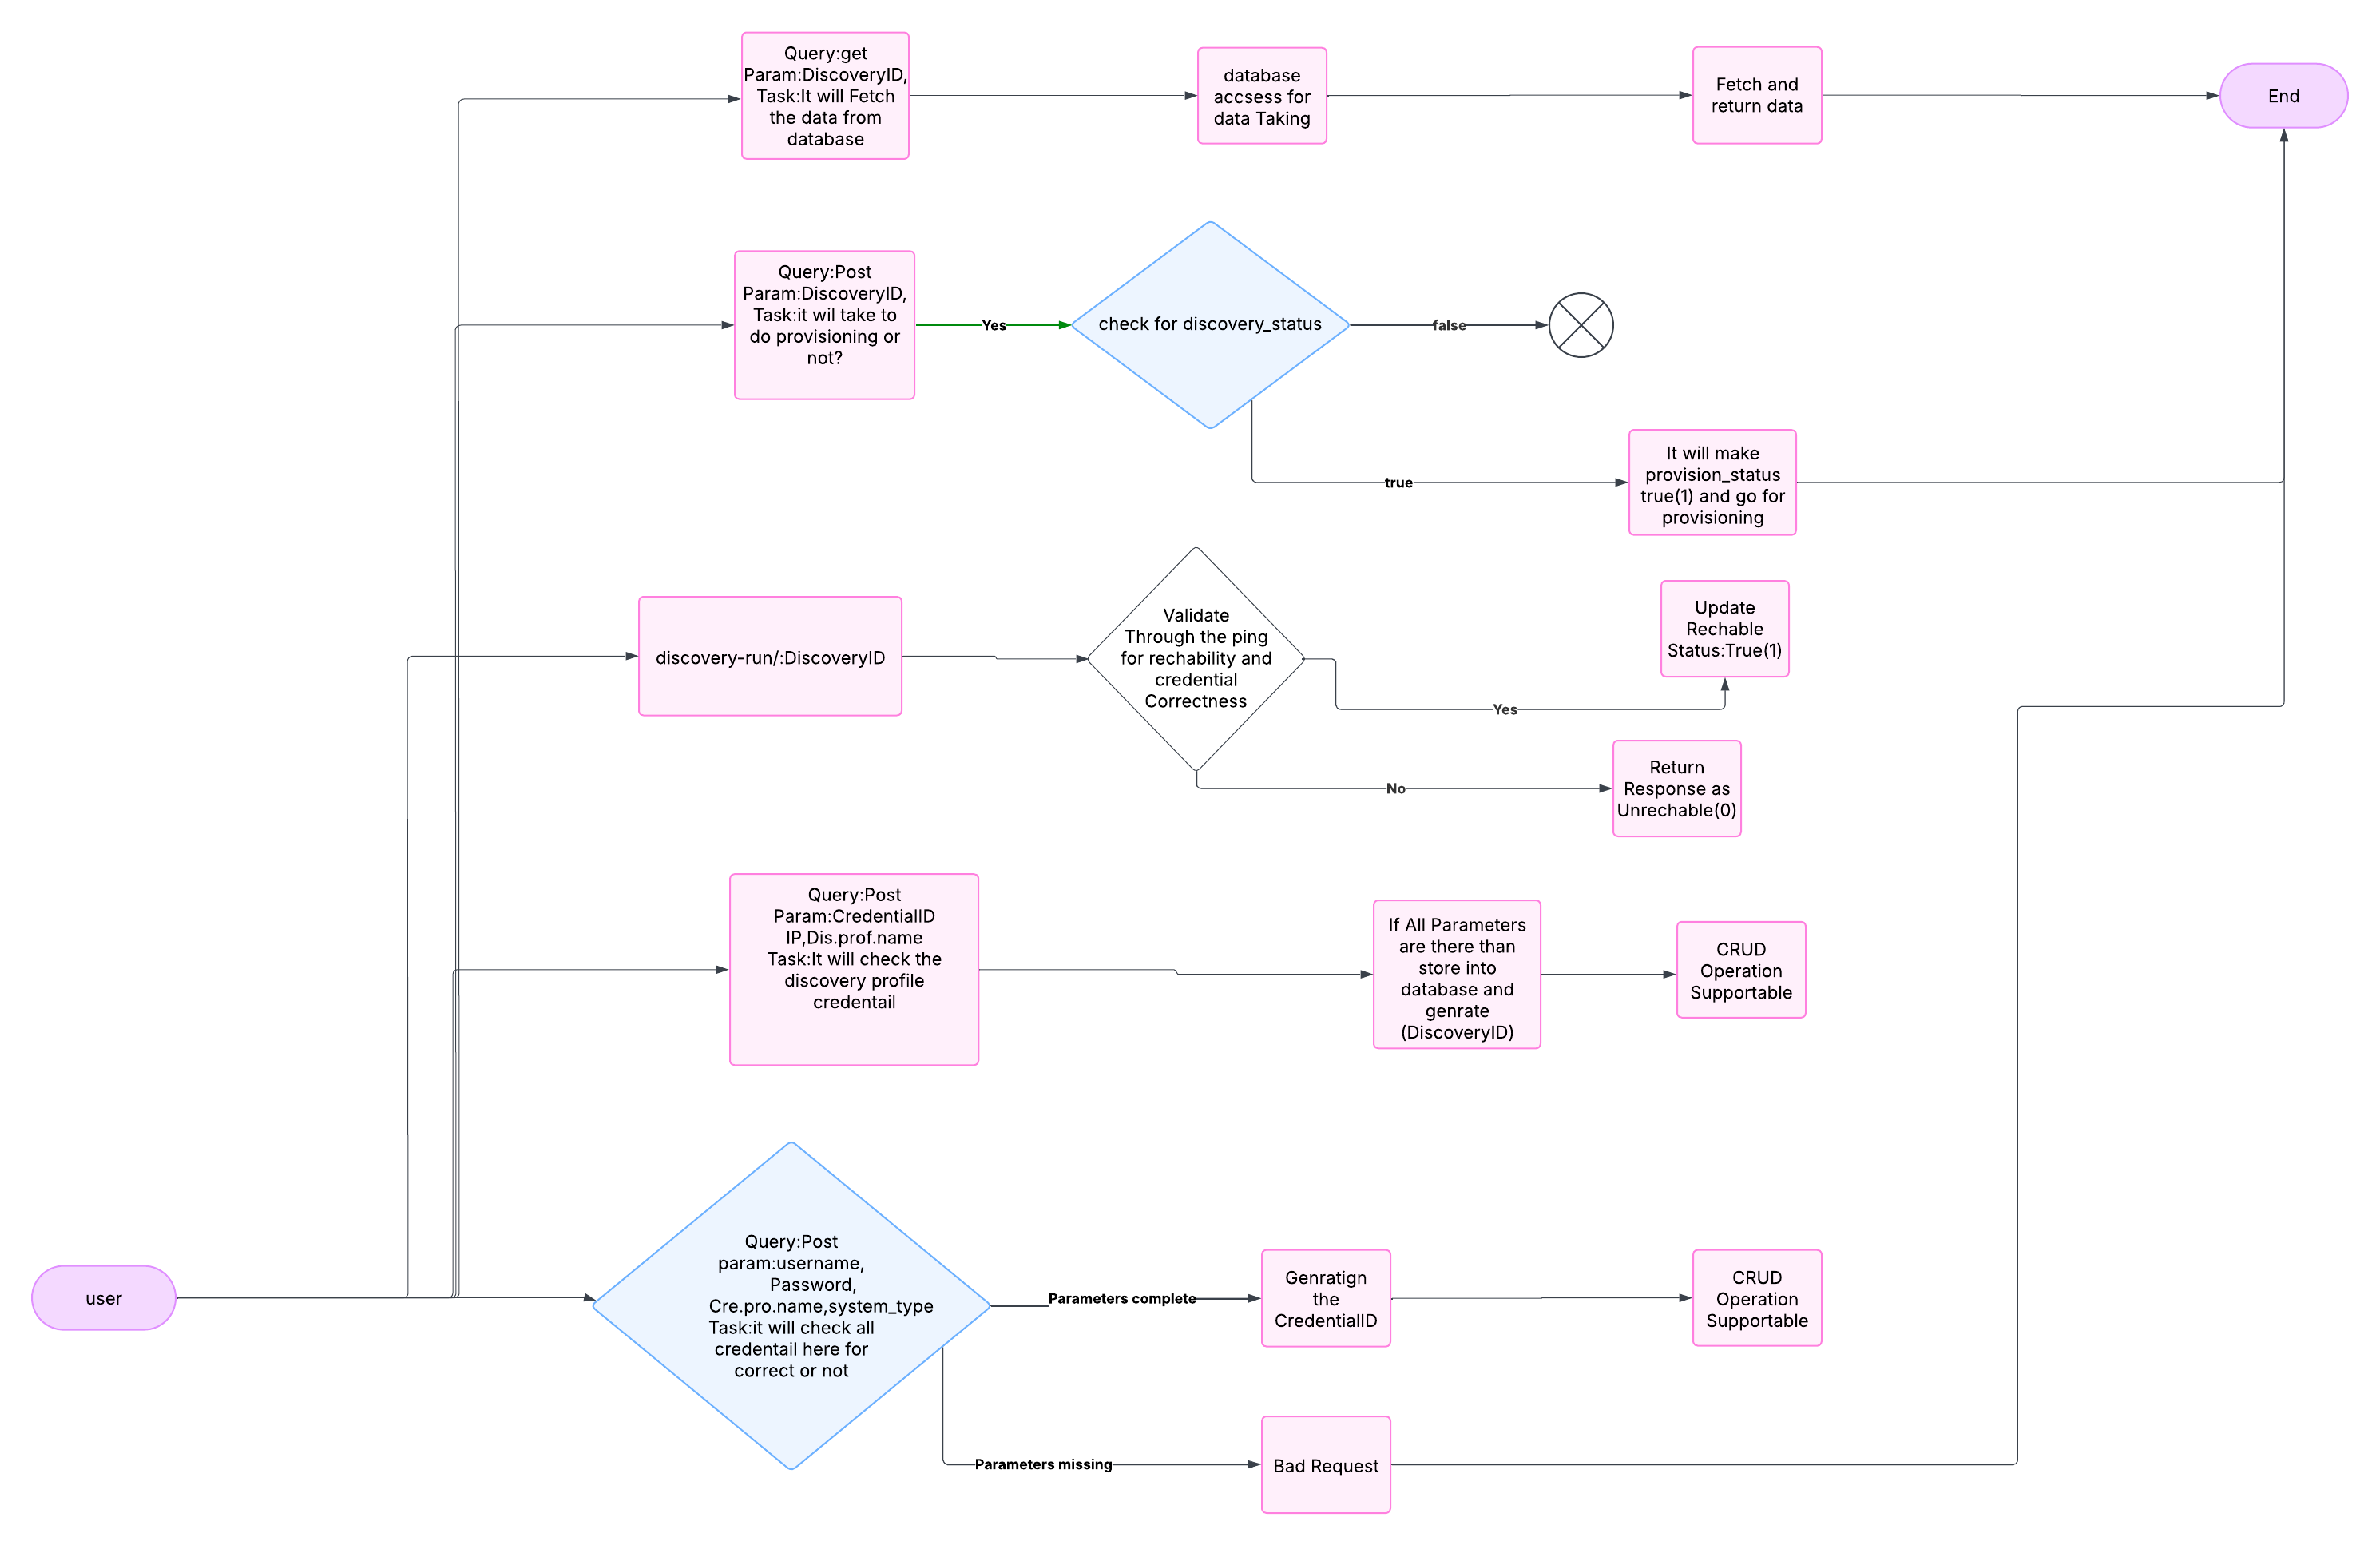 Query:get
Param:DiscoveryID,
Task:It will Fetch
the data from
database
database
accsess for
data Taking
Fetch and
return data
End
Query:Post
Param:DiscoveryID,
Task:it wil take to
do provisioning or
not?
Yes
check for discovery_status
false
true
It will make
provision_status
true(1) and go for
provisioning
discovery-run/:DiscoveryID
Validate
Through the ping
for rechability and
credential
Correctness
Yes
Update
Rechable
Status:True(1)
No
Return
Response as
Unrechable(0)
Query:Post
Param:CredentialID
IP,Dis.prof.name
Task:It will check the
discovery profile
credentail
If All Parameters
are there than
store into
database and
genrate
(DiscoveryID)
CRUD
Operation
Supportable
user
Query:Post
param:username,
Password,
Cre.pro.name,system_type
Task:it will check all
credentail here for
correct or not
Parameters complete
Genratign
the
CredentialID
CRUD
Operation
Supportable
Parameters missing
Bad Request